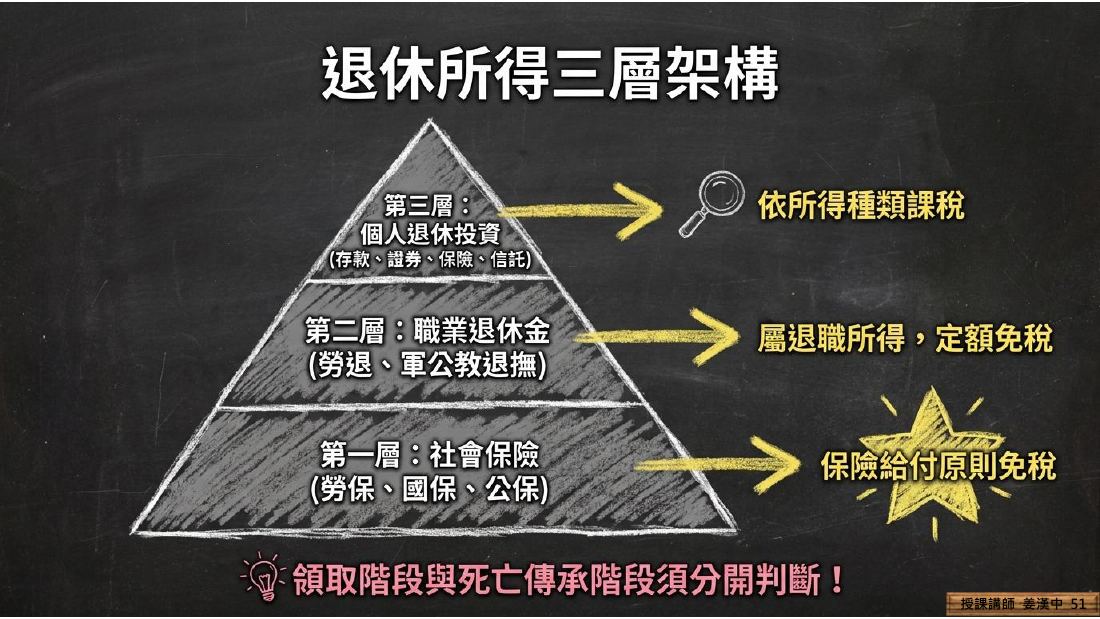 退休所得三層架構
第三層：
個人退休投資
(存款、證券、保險、信託)
依所得種類課稅
第二層：職業退休金
(勞退、軍公教退撫)
屬退職所得，定額免稅
第一層：社會保險
(勞保、國保、公保)
保險給付原則免稅
領取階段與死亡傳承階段須分開判斷！
授課講師 姜漢中 51